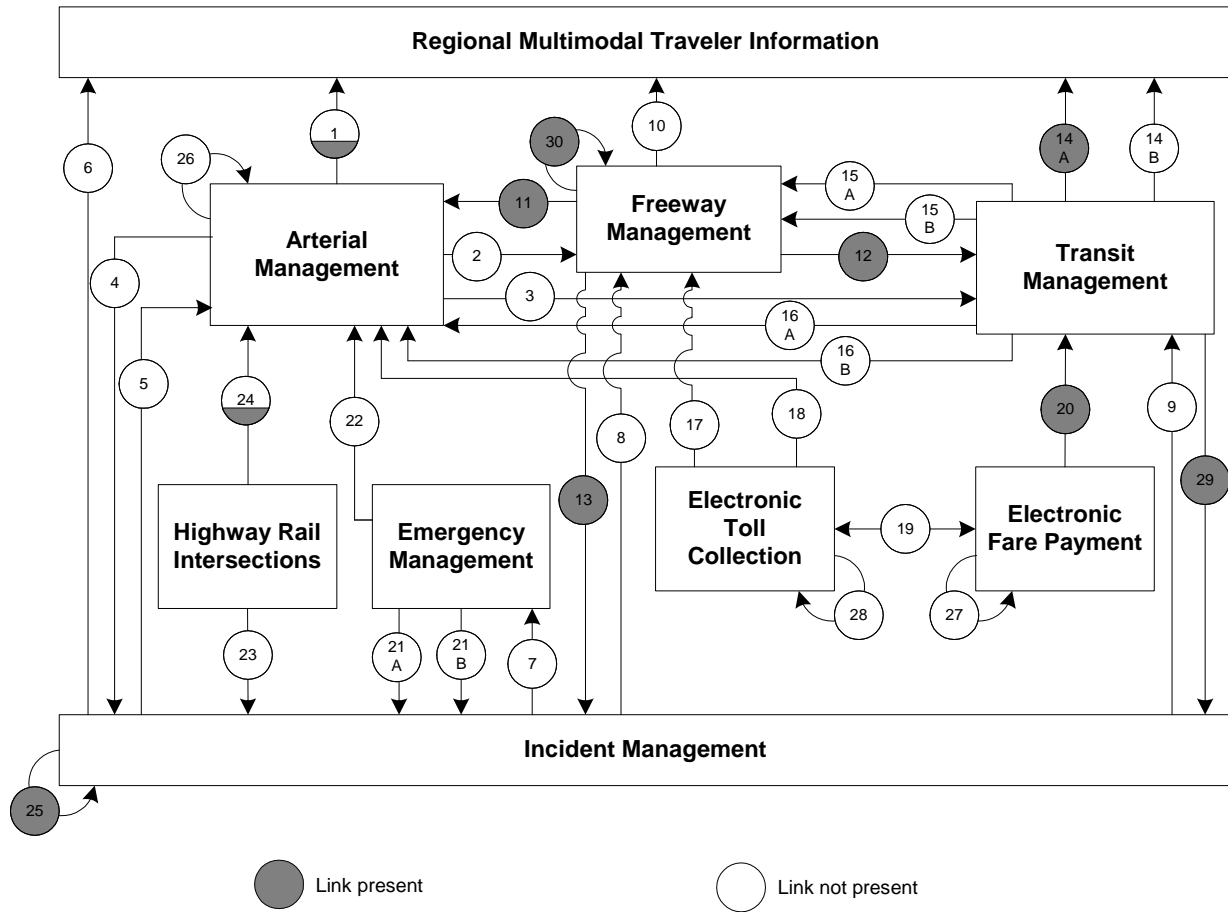 Regional Multimodal Traveler Information
1
10
14
A
14
B
30
6
26
15
A
11
Freeway
Management
15
B
Arterial
Management
2
12
Transit
Management
4
3
16
A
5
16
B
24
22
18
20
9
17
8
13
29
Highway Rail
Intersections
Emergency
Management
Electronic
Toll
Collection
19
Electronic
Fare Payment
28
27
23
21
A
21
B
7
Incident Management
25
Link present
Link not present